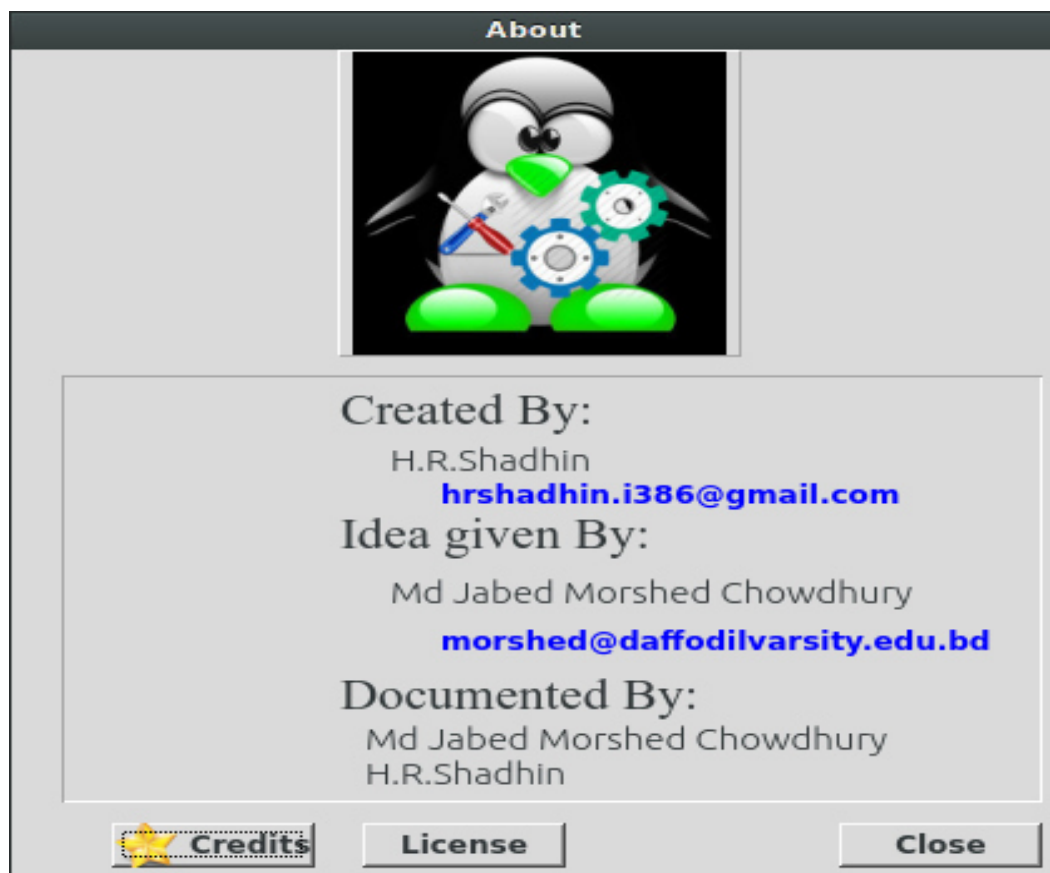 About
Created By:
H.R.Shadhin
hrshadhin.i386@gmail.com
Idea given By:
Md Jabed Morshed Chowdhury
morshed@daffodilvarsity.edu.bd
Documented By:
Md Jabed Morshed Chowdhury
H.R.Shadhin
Credits License Close